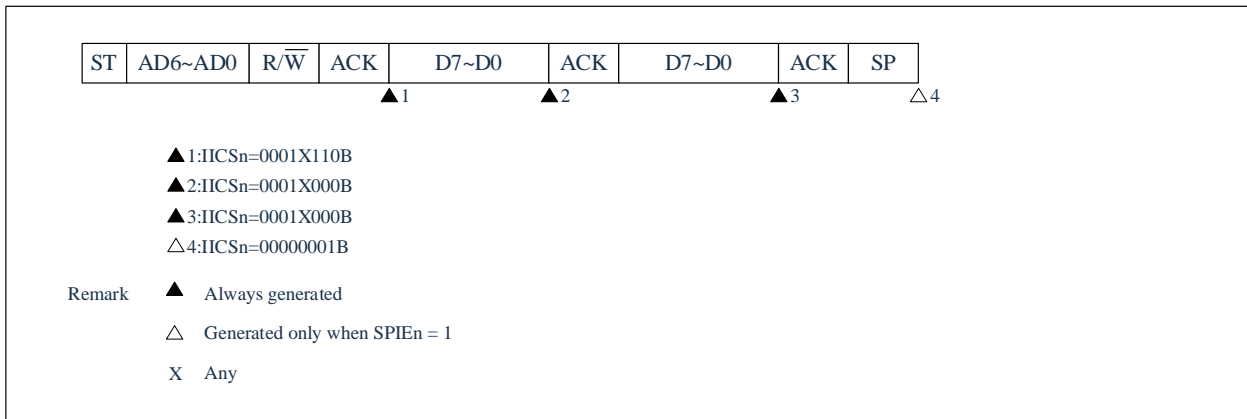 ST AD6~AD0 R/W̅ ACK D7~D0 ACK D7~D0 ACK SP
▲1 ▲2 ▲3 △4
▲1:IICSn=0001X110B
▲2:IICSn=0001X000B
▲3:IICSn=0001X000B
△4:IICSn=00000001B
Remark ▲ Always generated
△ Generated only when SPIEn = 1
X Any